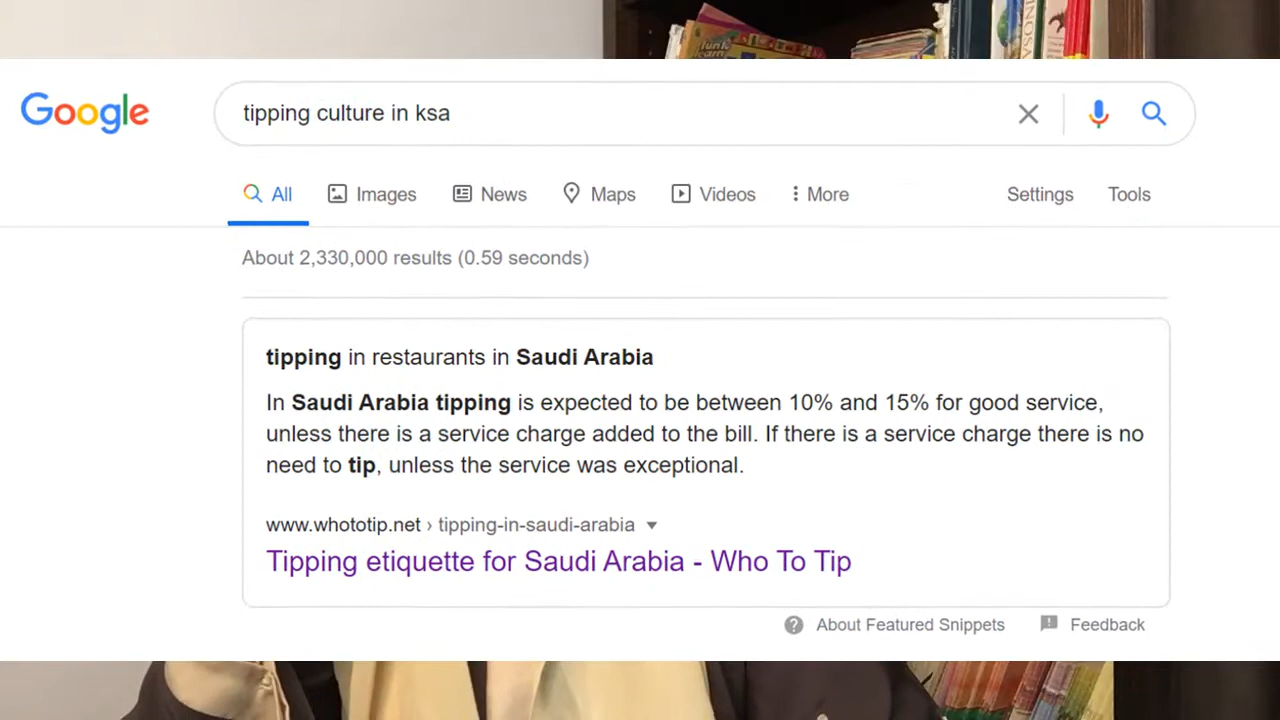 Funk
learn
Google
tipping culture in ksa
All Images News Maps Videos More Settings Tools
About 2,330,000 results (0.59 seconds)
tipping in restaurants in Saudi Arabia
In Saudi Arabia tipping is expected to be between 10% and 15% for good service,
unless there is a service charge added to the bill. If there is a service charge there is no
need to tip, unless the service was exceptional.
www.whototip.net › tipping-in-saudi-arabia
Tipping etiquette for Saudi Arabia - Who To Tip
About Featured Snippets Feedback